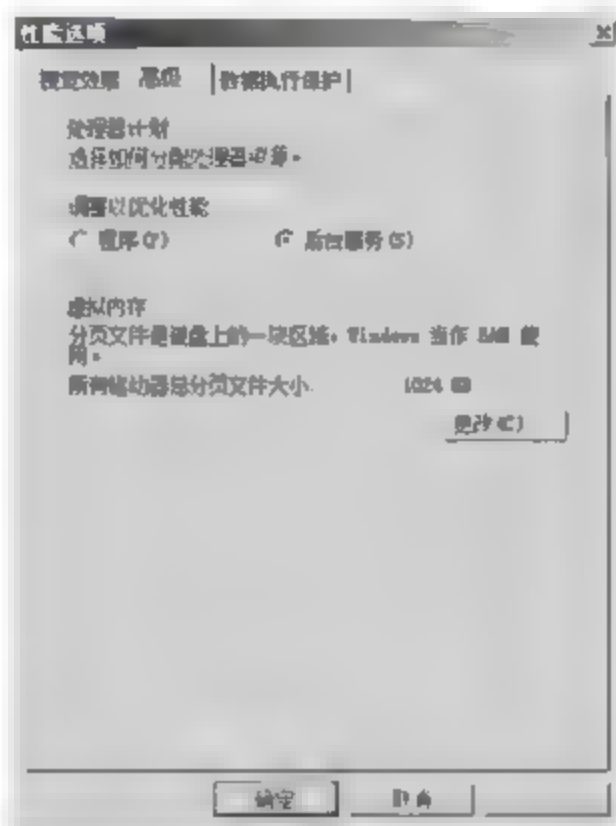 性能选项
视觉效果 高级 数据执行保护
处理器计划
选择如何分配处理器资源。
调整以优化性能
程序(P) 后台服务(S)
虚拟内存
分页文件是硬盘上的一块区域，Windows 当作 RAM 使
用。
所有驱动器总分页文件大小: 1024 MB
更改(C)
确定 取消